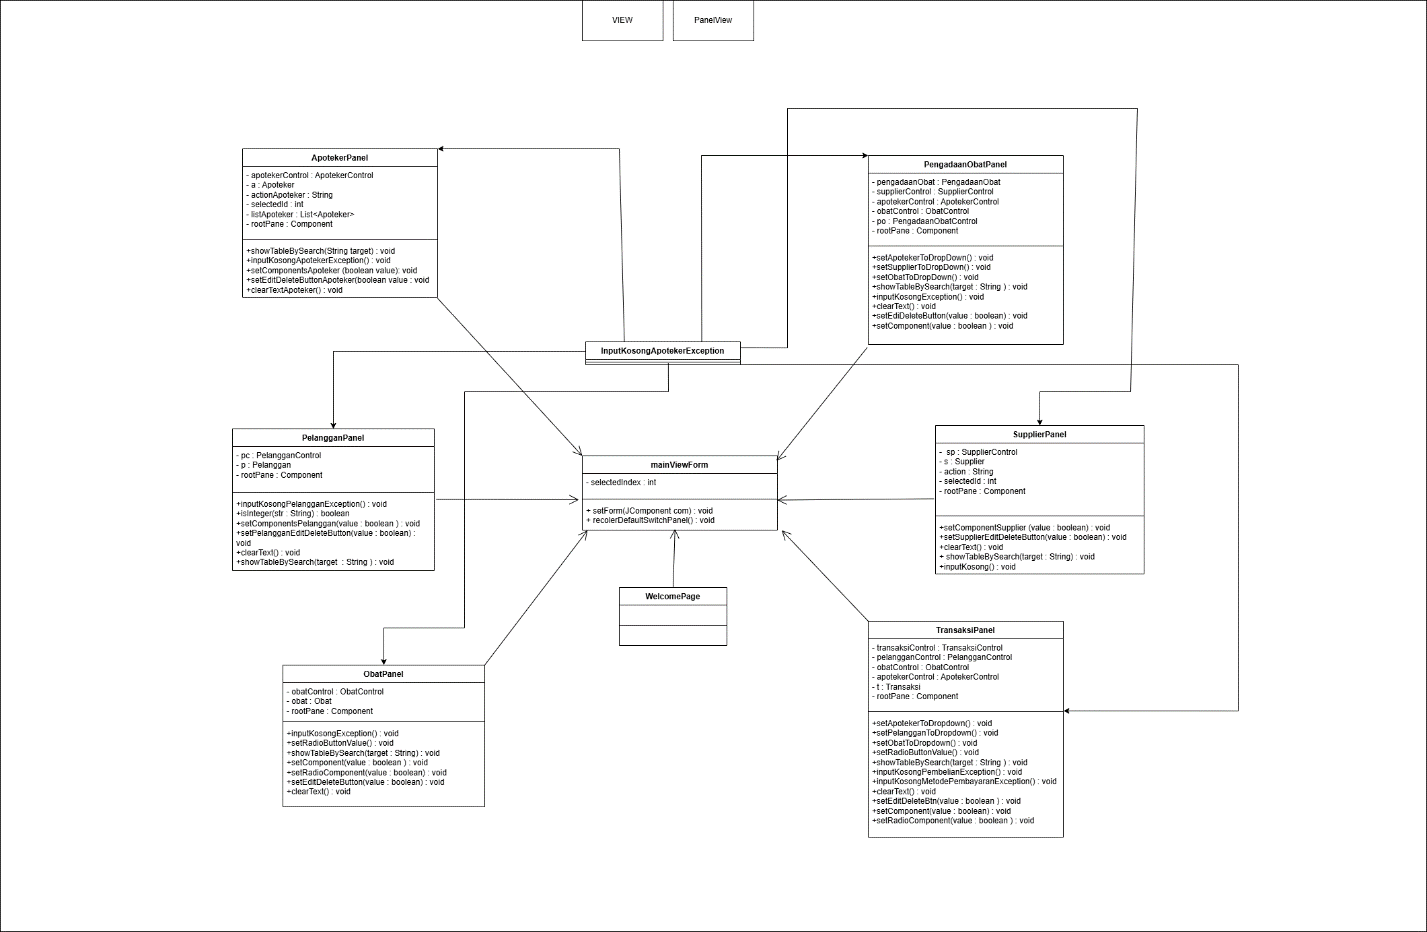 VIEW
PanelView
ApotekerPanel
- apotekerControl : ApotekerControl
- a : Apoteker
- actionApoteker : String
- selectedId : int
- listApoteker : List<Apoteker>
- rootPane : Component
+showTableBySearch(String target) : void
+inputKosongApotekerException() : void
+setComponentsApoteker (boolean value): void
+setEditDeleteButtonApoteker(boolean value : void
+clearTextApoteker() : void
PengadaanObatPanel
- pengadaanObat : PengadaanObat
- supplierControl : SupplierControl
- apotekerControl : ApotekerControl
- obatControl : ObatControl
- po : PengadaanObatControl
- rootPane : Component
+setApotekerToDropDown() : void
+setSupplierToDropDown() : void
+setObatToDropDown() : void
+showTableBySearch(target : String ) : void
+inputKosongException() : void
+clearText() : void
+setEdiDeleteButton(value : boolean) : void
+setComponent(value : boolean ) : void
InputKosongApotekerException
PelangganPanel
- pc : PelangganControl
- p : Pelanggan
- rootPane : Component
+inputKosongPelangganException() : void
+isInteger(str : String) : boolean
+setComponentsPelanggan(value : boolean ) : void
+setPelangganEditDeleteButton(value : boolean) :
void
+clearText() : void
+showTableBySearch(target : String ) : void
mainViewForm
- selectedIndex : int
+ setForm(JComponent com) : void
+ recolerDefaultSwitchPanel() : void
SupplierPanel
- sp : SupplierControl
- s : Supplier
- action : String
- selectedId : int
- rootPane : Component
+setComponentSupplier (value : boolean) : void
+setSupplierEditDeleteButton(value : boolean) : void
+clearText() : void
+ showTableBySearch(target : String) : void
+inputKosong() : void
WelcomePage
ObatPanel
- obatControl : ObatControl
- obat : Obat
- rootPane : Component
+inputKosongException() : void
+setRadioButtonValue() : void
+showTableBySearch(target : String) : void
+setComponent(value : boolean ) : void
+setRadioComponent(value : boolean) : void
+setEditDeleteButton(value : boolean) : void
+clearText() : void
TransaksiPanel
- transaksiControl : TransaksiControl
- pelangganControl : PelangganControl
- obatControl : ObatControl
- apotekerControl : ApotekerControl
- t : Transaksi
- rootPane : Component
+setApotekerToDropdown() : void
+setPelangganToDropdown() : void
+setObatToDropdown() : void
+setRadioButtonValue() : void
+showTableBySearch(target : String ) : void
+inputKosongPembelianException() : void
+inputKosongMetodePembayaranException() : void
+clearText() : void
+setEditDeleteBtn(value : boolean ) : void
+setComponent(value : boolean) : void
+setRadioComponent(value : boolean ) : void